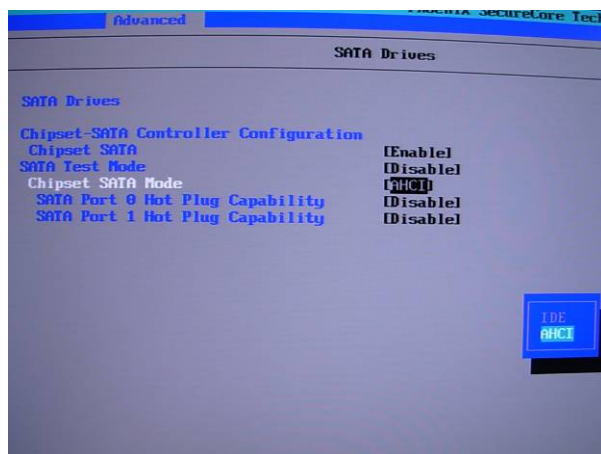 Phoenix SecureCore Tec
Advanced
SATA Drives
SATA Drives
Chipset-SATA Controller Configuration
Chipset SATA [Enable]
SATA Test Mode [Disable]
Chipset SATA Mode [AHCI]
SATA Port 0 Hot Plug Capability [Disable]
SATA Port 1 Hot Plug Capability [Disable]
IDE
AHCI